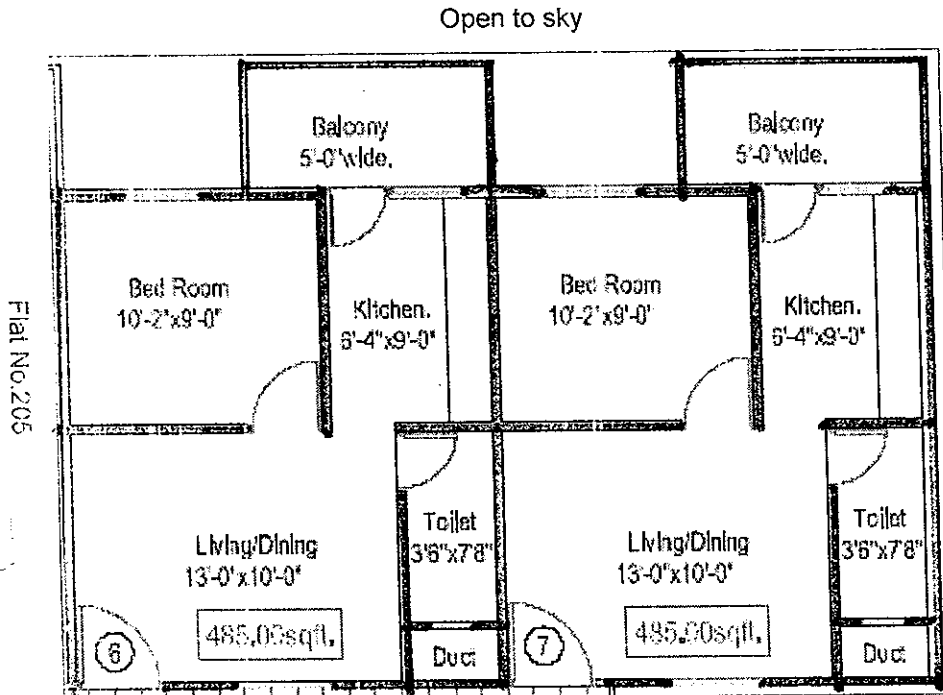 Open to sky
Balcony
5'-0"wide.
Balcony
5'-0"wide.
Bed Room
10'-2"x9'-0"
Kitchen.
6'-4"x9'-0"
Bed Room
10'-2"x9'-0"
Kitchen.
6'-4"x9'-0"
Flat No.205
Living/Dining
13'-0"x10'-0"
Toilet
3'6"x7'8"
Living/Dining
13'-0"x10'-0"
Toilet
3'6"x7'8"
6
485.00sqft.
Duct
7
485.00sqft.
Duct